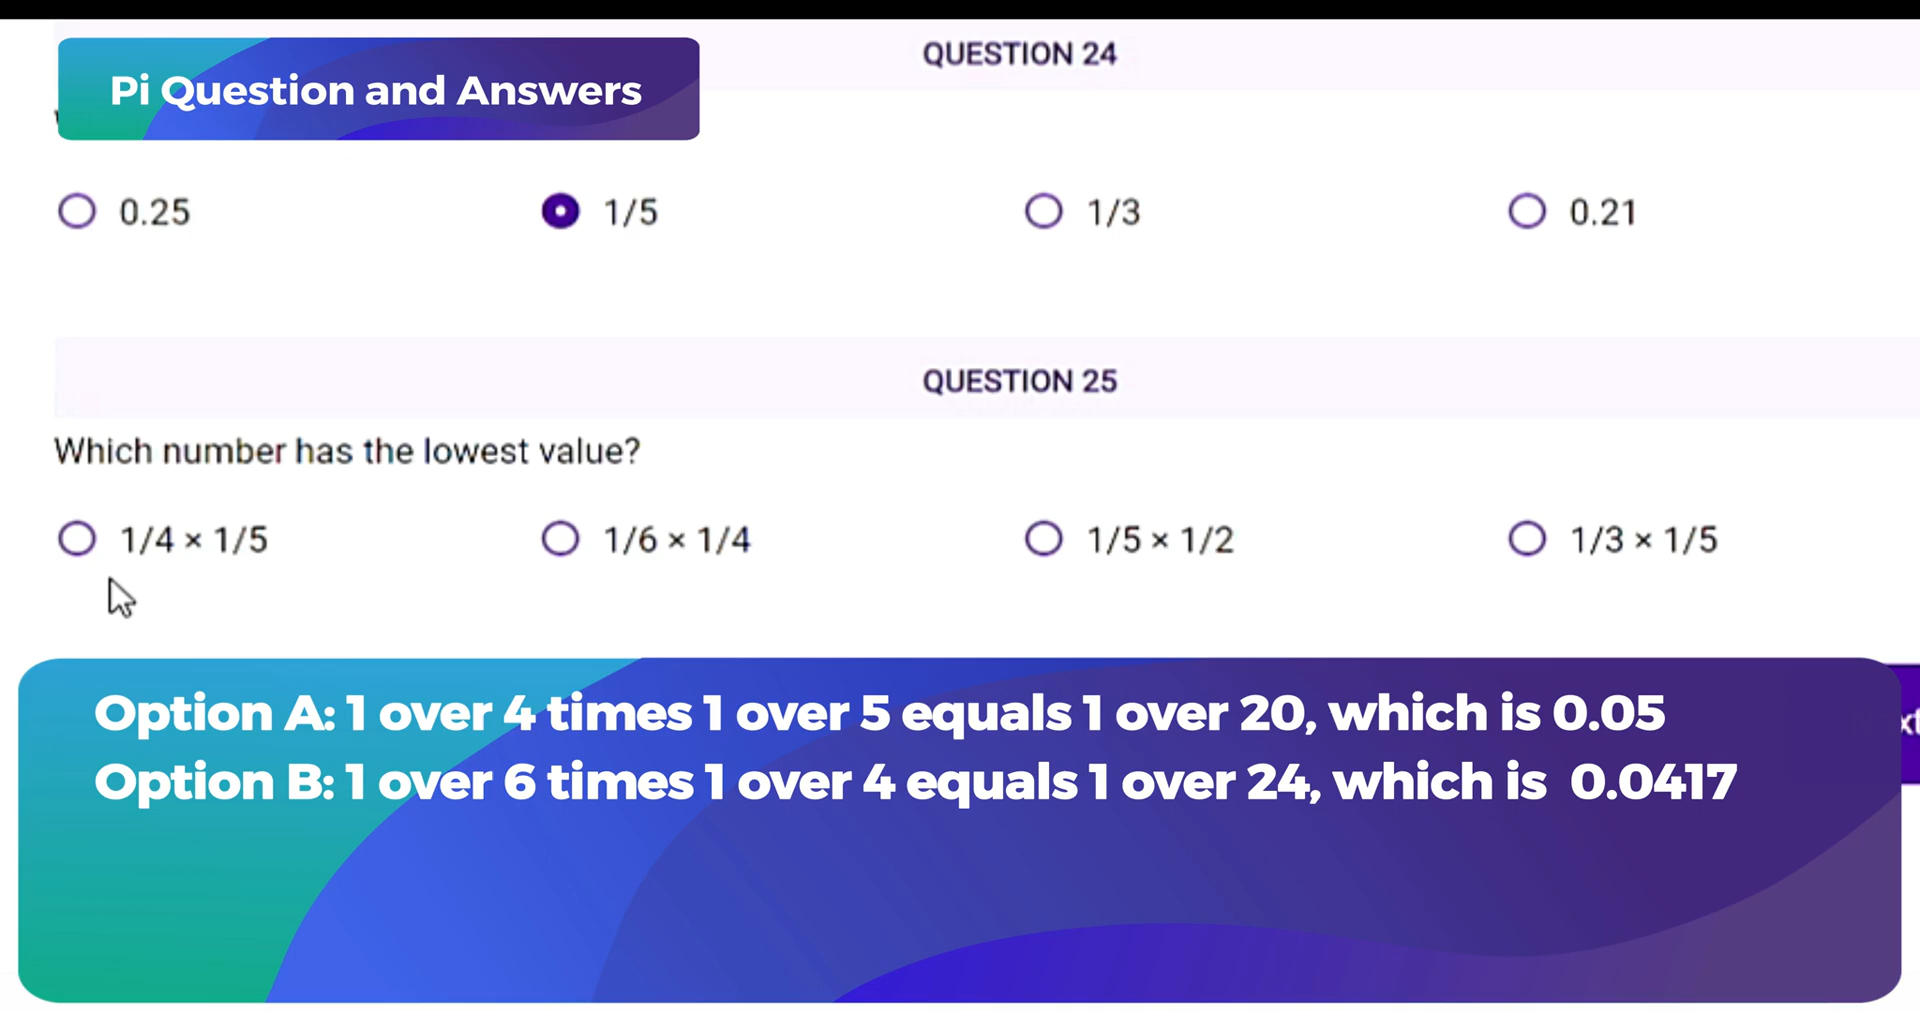 QUESTION 24
Pi Question and Answers
0.25
1/5
1/3
0.21
QUESTION 25
Which number has the lowest value?
1/4 × 1/5
1/6 × 1/4
1/5 × 1/2
1/3 × 1/5
Option A: 1 over 4 times 1 over 5 equals 1 over 20, which is 0.05
Option B: 1 over 6 times 1 over 4 equals 1 over 24, which is 0.0417